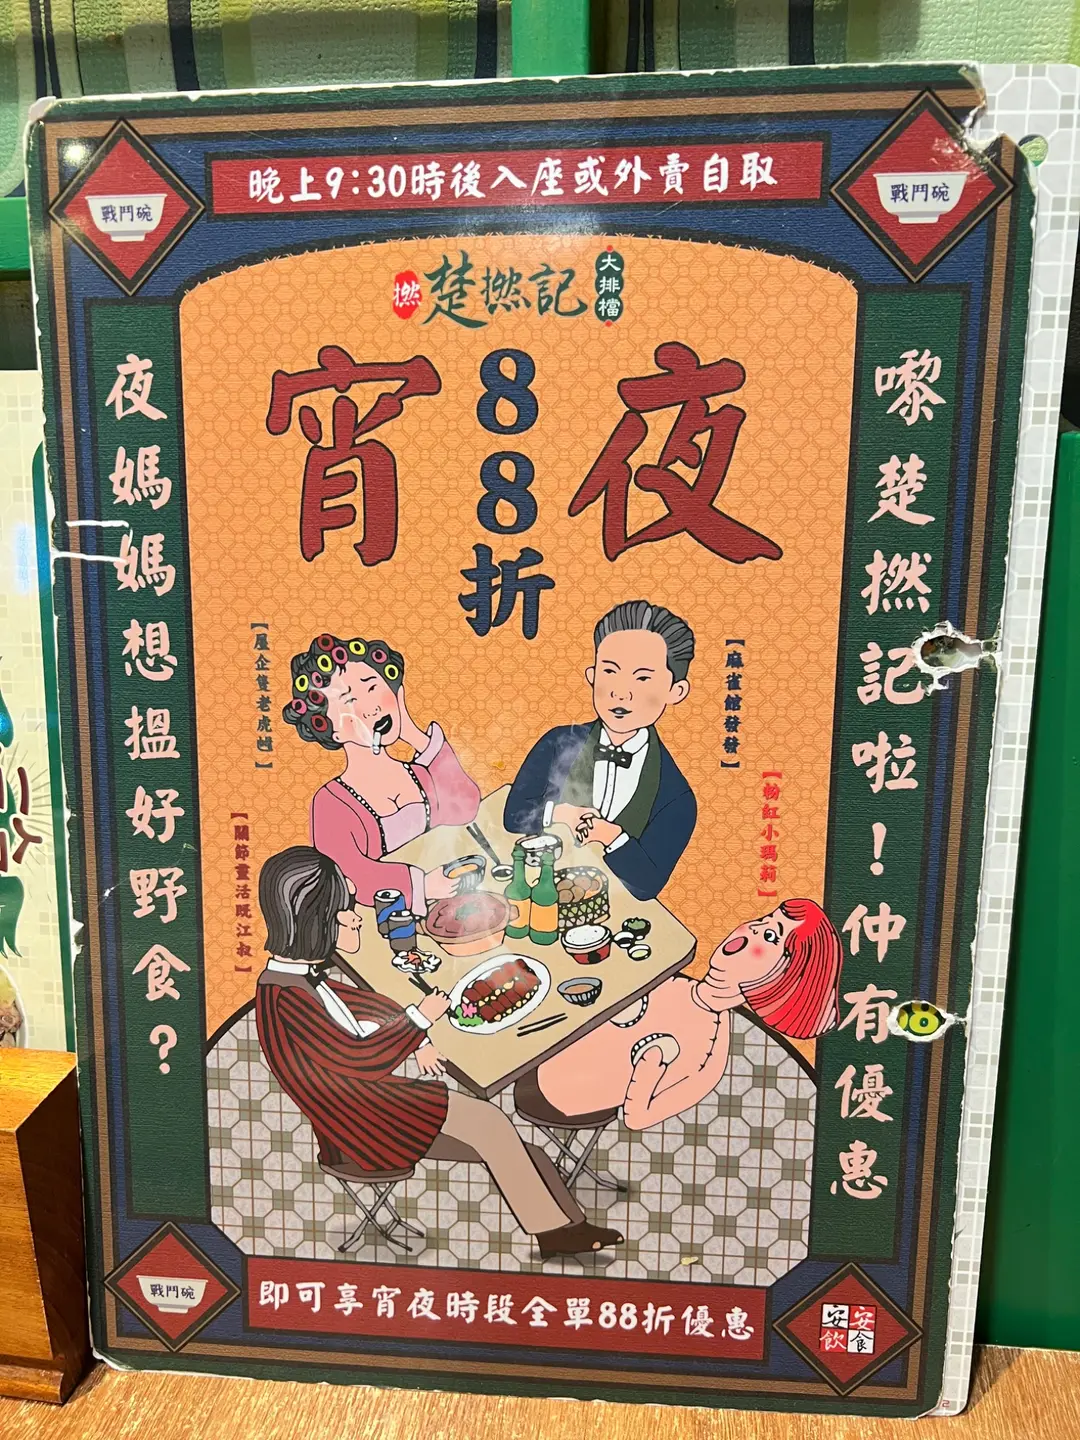 晚上9:30時後入座或外賣自取
戰鬥碗
戰鬥碗
撚
楚撚記
大排檔
宵夜
88折
嚟楚撚記啦！仲有優惠
夜媽媽想搵好野食？
【屋企隻老虎乸】
【麻雀館發發】
【粉紅小瑪莉】
【關節靈活既江叔】
戰鬥碗
即可享宵夜時段全單88折優惠
安食
安飲